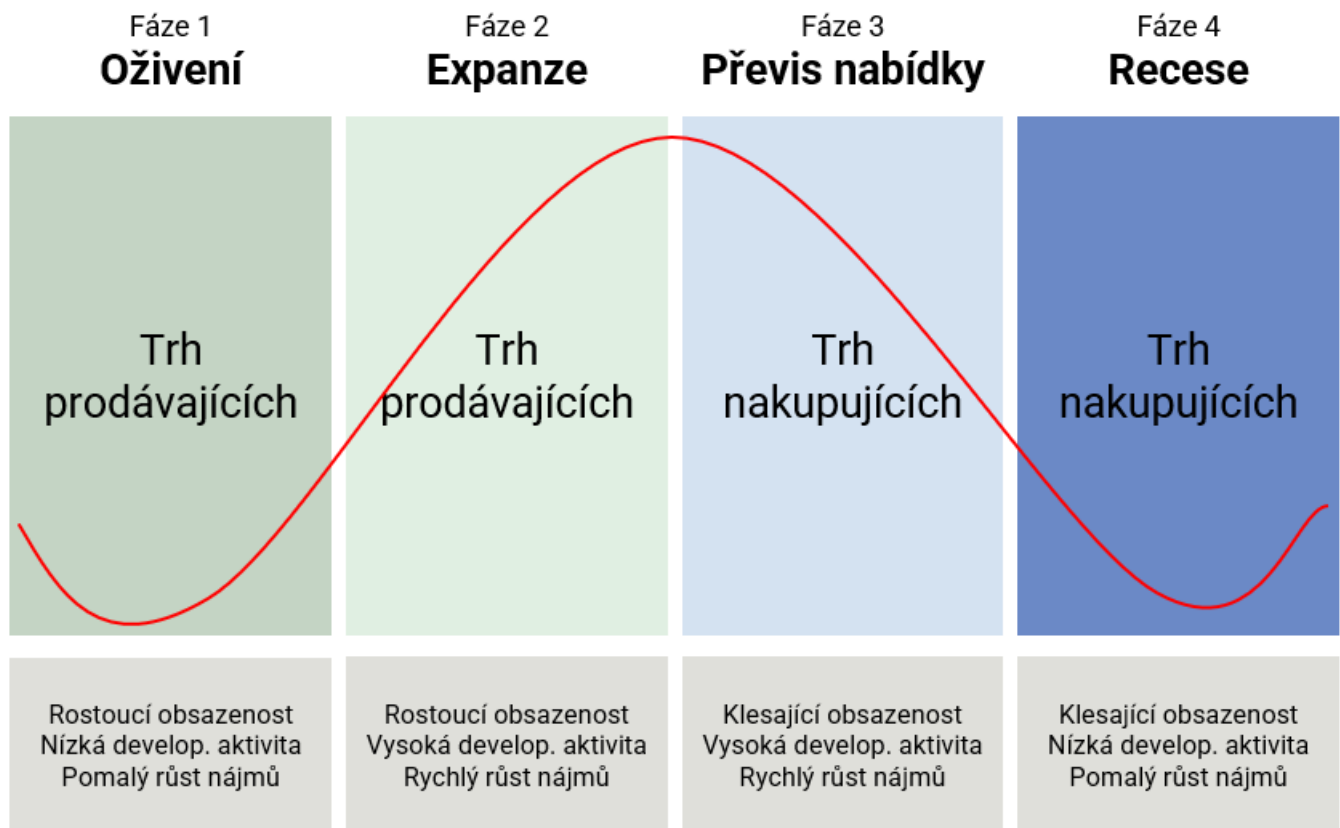 Fáze 1
Oživení
Fáze 2
Expanze
Fáze 3
Převis nabídky
Fáze 4
Recese
Trh
prodávajících
Trh
prodávajících
Trh
nakupujících
Trh
nakupujících
Rostoucí obsazenost
Nízká develop. aktivita
Pomalý růst nájmů
Rostoucí obsazenost
Vysoká develop. aktivita
Rychlý růst nájmů
Klesající obsazenost
Vysoká develop. aktivita
Rychlý růst nájmů
Klesající obsazenost
Nízká develop. aktivita
Pomalý růst nájmů